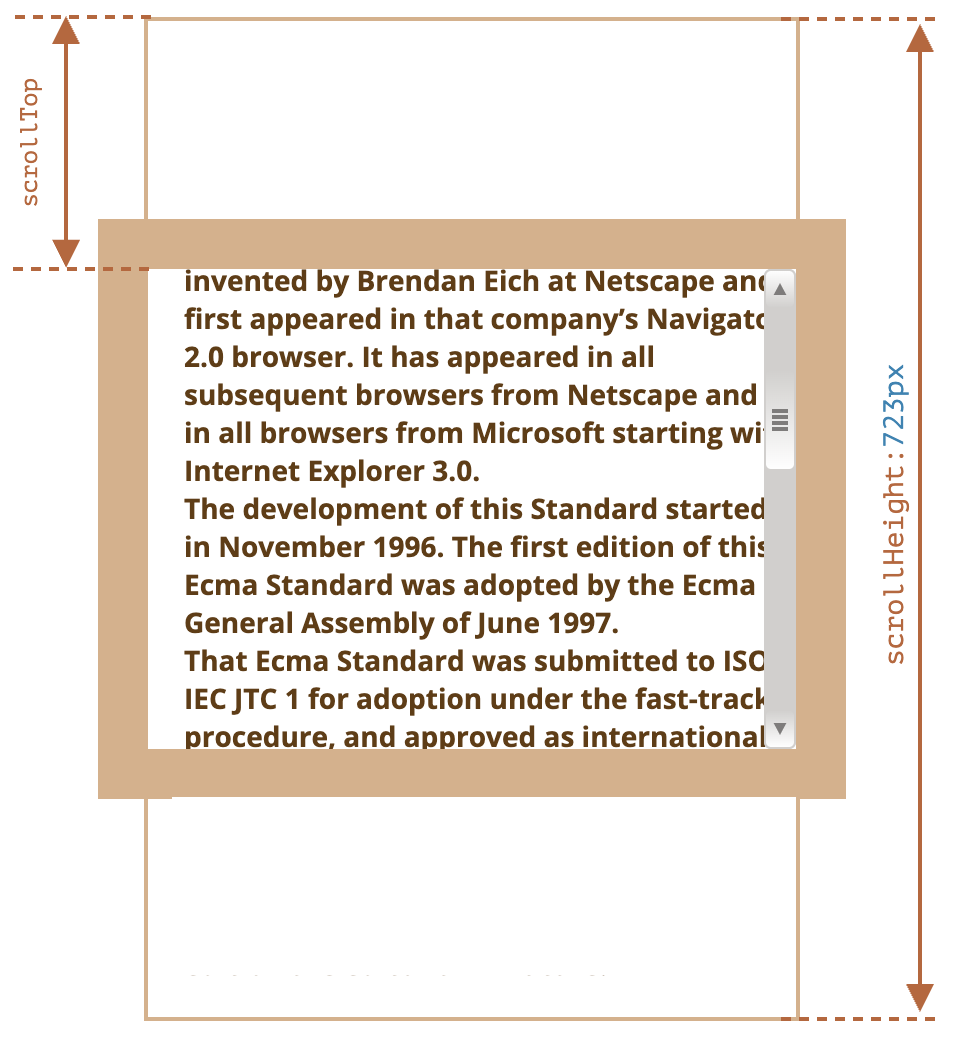 scrollTop
invented by Brendan Eich at Netscape and
first appeared in that company’s Navigato
2.0 browser. It has appeared in all
subsequent browsers from Netscape and
in all browsers from Microsoft starting wi
Internet Explorer 3.0.
The development of this Standard started
in November 1996. The first edition of this
Ecma Standard was adopted by the Ecma
General Assembly of June 1997.
That Ecma Standard was submitted to ISO
IEC JTC 1 for adoption under the fast-track
procedure, and approved as international
scrollHeight:723px